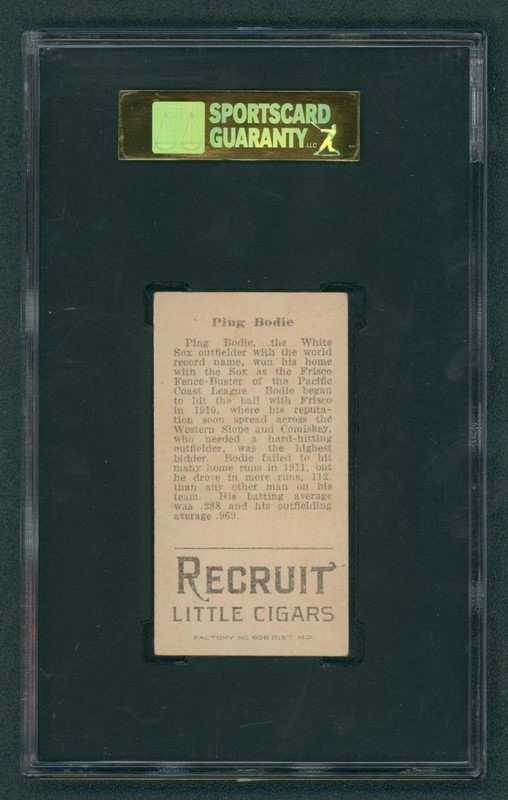 SPORTSCARD
GUARANTY LLC
Ping Bodie
Ping Bodie, ..the White
Sox outfielder with the world
record name, won his home
with the Sox as the Frisco
Fence-Buster of the Pacific
Coast League. Bodie began
to hit the ball with Frisco
in 1910, where his reputa-
tion soon spread across the
Western Slope and Comiskey,
who needed a hard-hitting
outfielder, was the highest
bidder. Bodie failed to hit
many home runs in 1911, but
he drove in more runs, 112,
than any other man on his
team. His batting average
was .288 and his outfielding
average .969.
RECRUIT
LITTLE CIGARS
FACTORY NO. 606 DIST. MD.